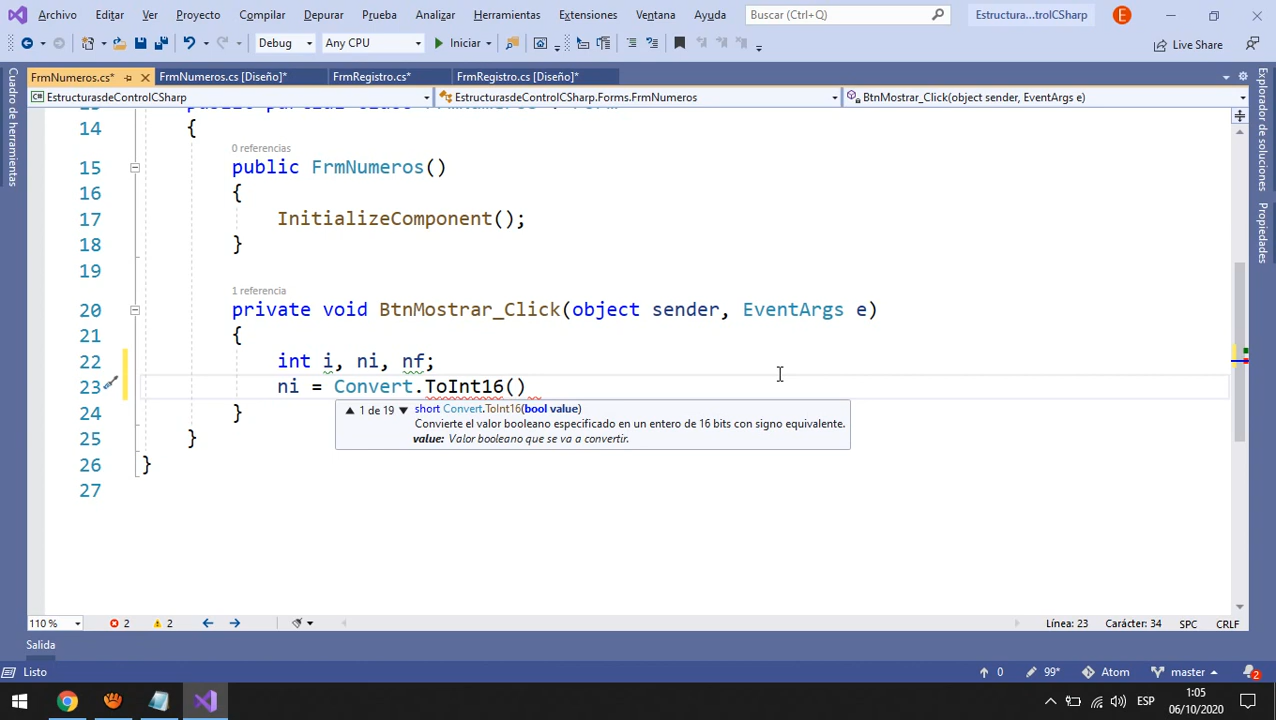 Archivo Editar Ver Proyecto Compilar Depurar Prueba Analizar Herramientas Extensiones Ventana Ayuda Buscar (Ctrl+Q) Estructura...trolCSharp E
Debug Any CPU Iniciar Live Share
FrmNumeros.cs* FrmNumeros.cs [Diseño]* FrmRegistro.cs* FrmRegistro.cs [Diseño]*
EstructurasdeControlCSharp EstructurasdeControlCSharp.Forms.FrmNumeros BtnMostrar_Click(object sender, EventArgs e)
Cuadro de herramientas
Explorador de soluciones
Propiedades
14 {
0 referencias
15 public FrmNumeros()
16 {
17 InitializeComponent();
18 }
19
1 referencia
20 private void BtnMostrar_Click(object sender, EventArgs e)
21 {
22 int i, ni, nf;
23 ni = Convert.ToInt16()
24 }
1 de 19 short Convert.ToInt16(bool value)
Convierte el valor booleano especificado en un entero de 16 bits con signo equivalente.
value: Valor booleano que se va a convertir.
25 }
26 }
27
110 % 2 2 Línea: 23 Carácter: 34 SPC CRLF
Salida
Listo 0 99* Atom master 2
ESP 1:05
06/10/2020